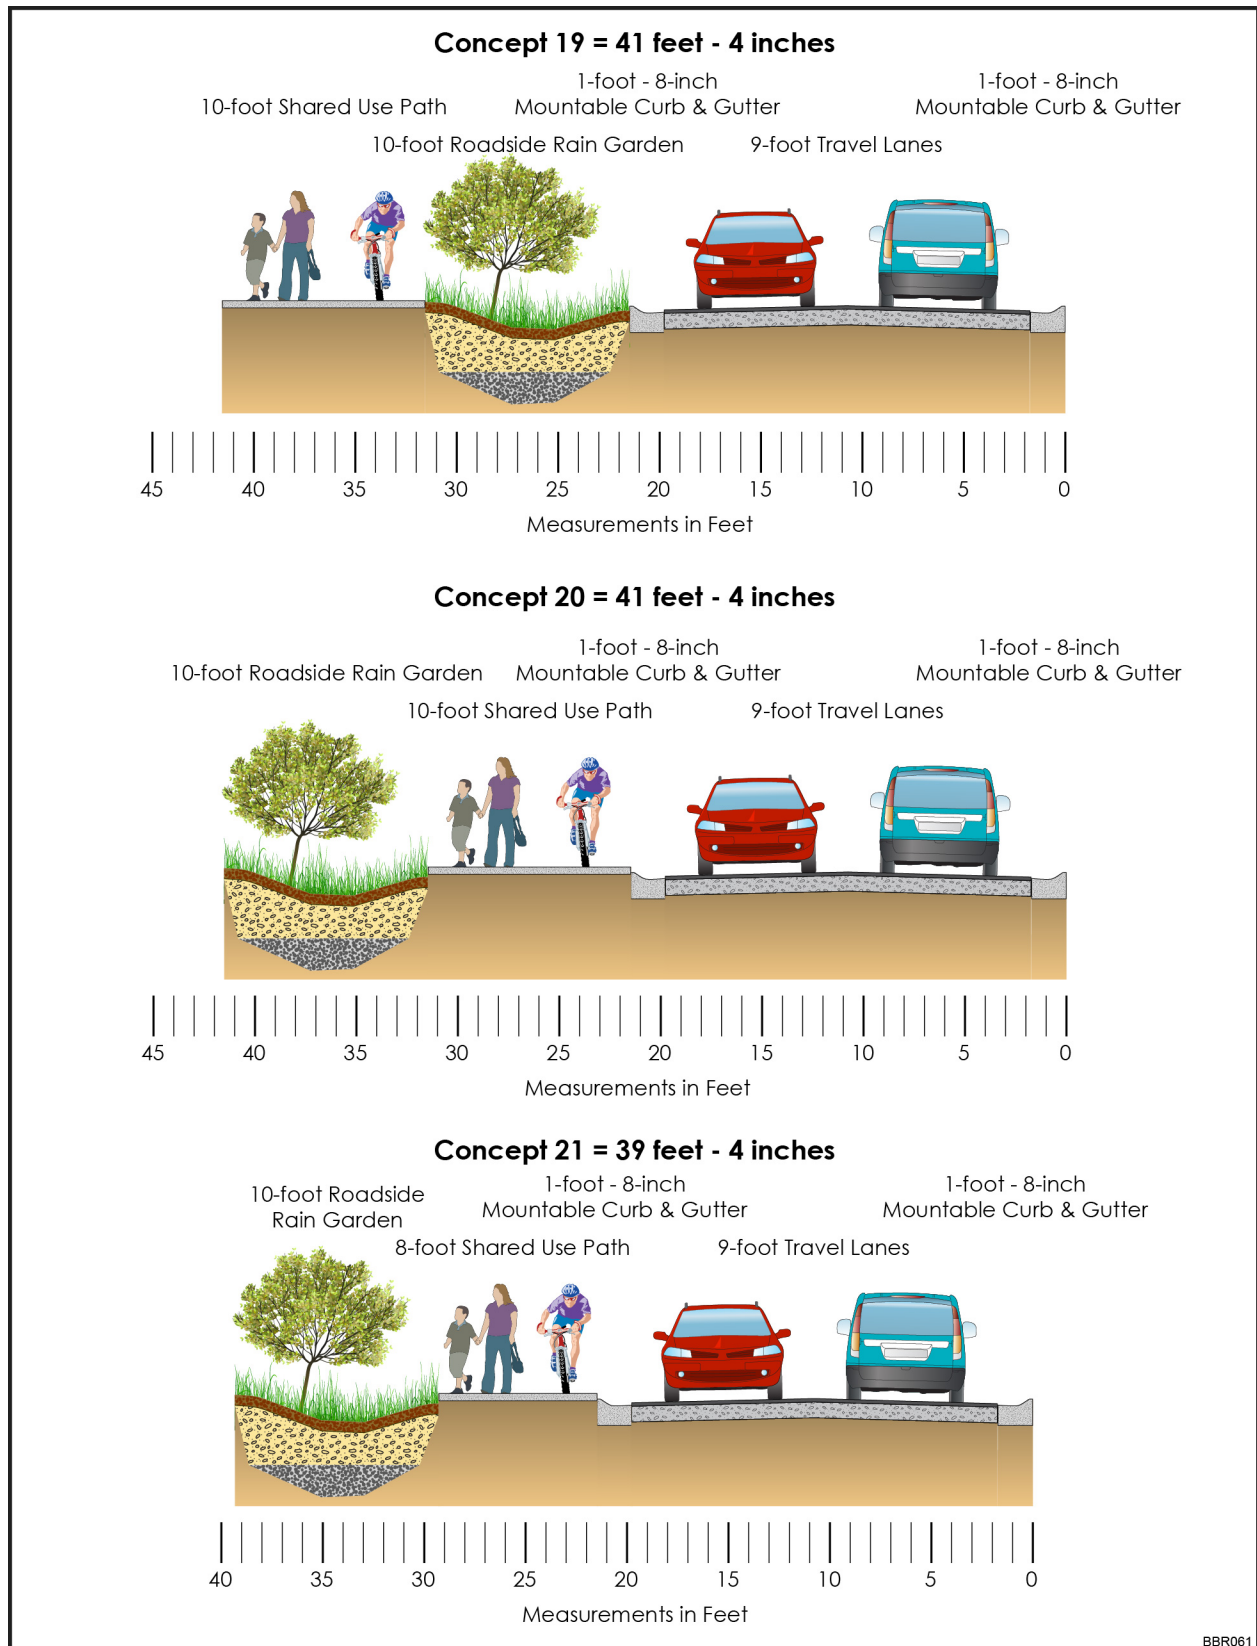 Concept 19 = 41 feet - 4 inches
1-foot - 8-inch
Mountable Curb & Gutter
1-foot - 8-inch
Mountable Curb & Gutter
10-foot Shared Use Path
10-foot Roadside Rain Garden
9-foot Travel Lanes
45 40 35 30 25 20 15 10 5 0
Measurements in Feet
Concept 20 = 41 feet - 4 inches
1-foot - 8-inch
Mountable Curb & Gutter
1-foot - 8-inch
Mountable Curb & Gutter
10-foot Roadside Rain Garden
10-foot Shared Use Path
9-foot Travel Lanes
45 40 35 30 25 20 15 10 5 0
Measurements in Feet
Concept 21 = 39 feet - 4 inches
10-foot Roadside
Rain Garden
1-foot - 8-inch
Mountable Curb & Gutter
1-foot - 8-inch
Mountable Curb & Gutter
8-foot Shared Use Path
9-foot Travel Lanes
40 35 30 25 20 15 10 5 0
Measurements in Feet
BBR061